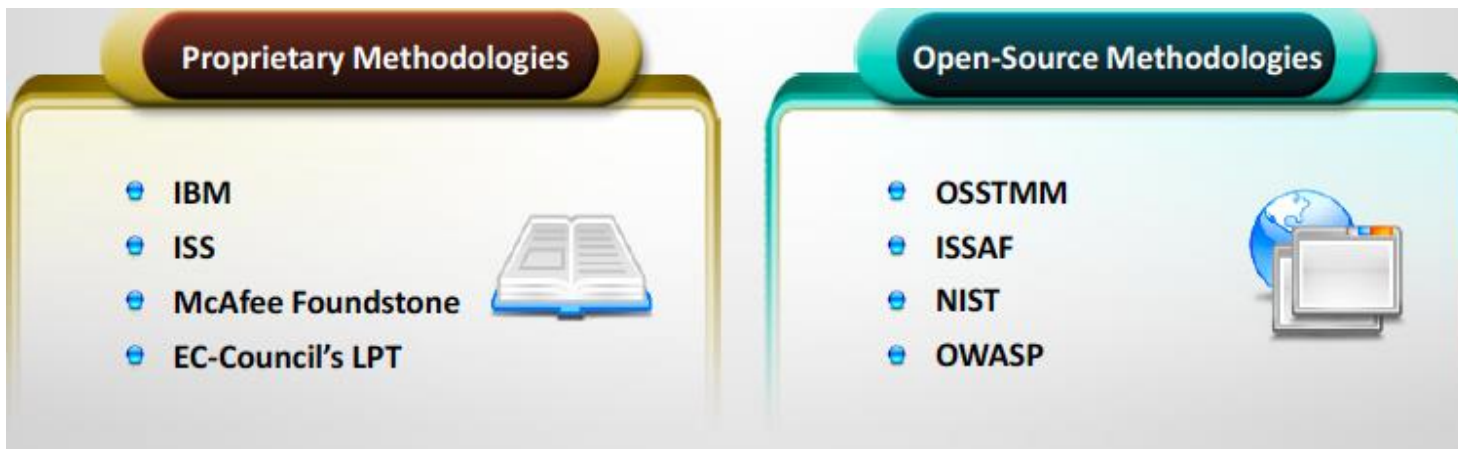 Proprietary Methodologies
IBM
ISS
McAfee Foundstone
EC-Council's LPT
Open-Source Methodologies
OSSTMM
ISSAF
NIST
OWASP